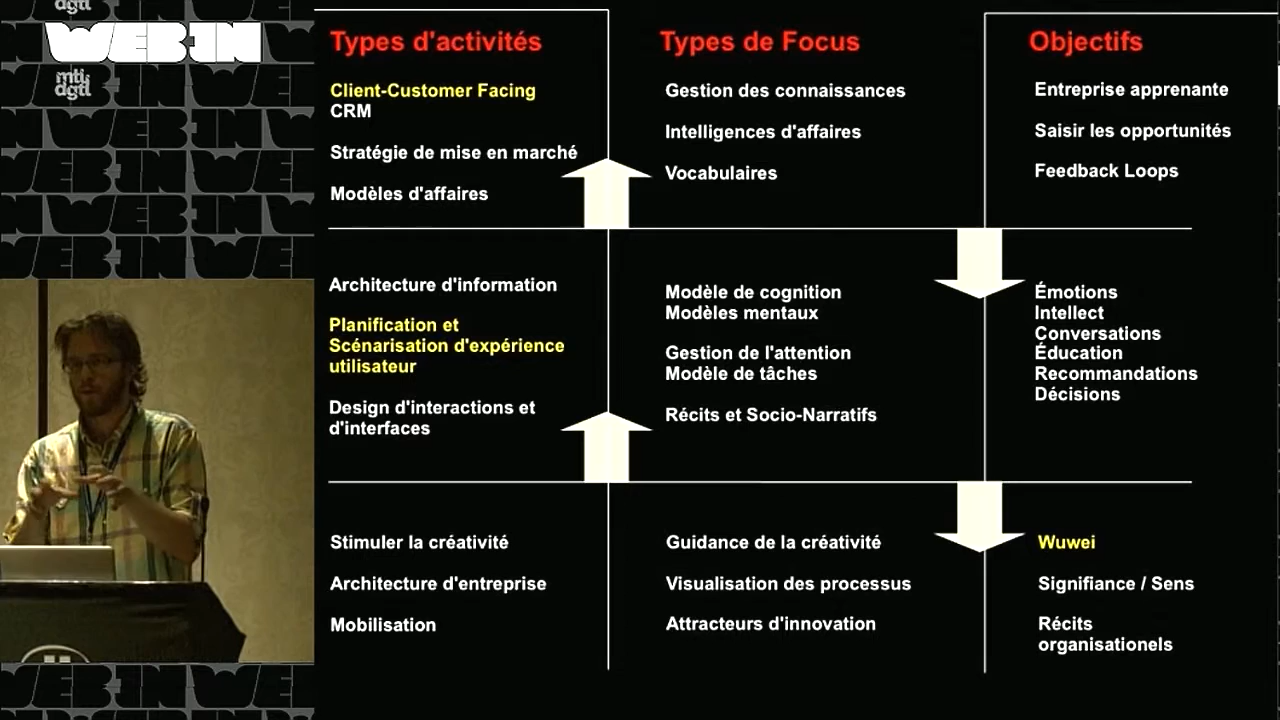 dgtl
WEB IN
mtl
dgtl
Types d'activités
Client-Customer Facing
CRM
Stratégie de mise en marché
Modèles d'affaires
Types de Focus
Gestion des connaissances
Intelligences d'affaires
Vocabulaires
Objectifs
Entreprise apprenante
Saisir les opportunités
Feedback Loops
Architecture d'information
Planification et
Scénarisation d'expérience
utilisateur
Design d'interactions et
d'interfaces
Modèle de cognition
Modèles mentaux
Gestion de l'attention
Modèle de tâches
Récits et Socio-Narratifs
Émotions
Intellect
Conversations
Éducation
Recommandations
Décisions
Stimuler la créativité
Architecture d'entreprise
Mobilisation
Guidance de la créativité
Visualisation des processus
Attracteurs d'innovation
Wuwei
Signifiance / Sens
Récits
organisationels